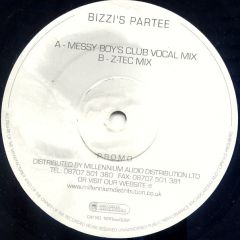 BIZZI'S PARTEE
A - MESSY BOY'S CLUB VOCAL MIX
B - Z-TEC MIX
PROMO
DISTRIBUTED BY MILLENNIUM AUDIO DISTRIBUTION LTD
TEL: 08707 501 380 FAX: 08707 501 381
OR VISIT OUR WEBSITE @
www.millenniumdistribution.co.uk